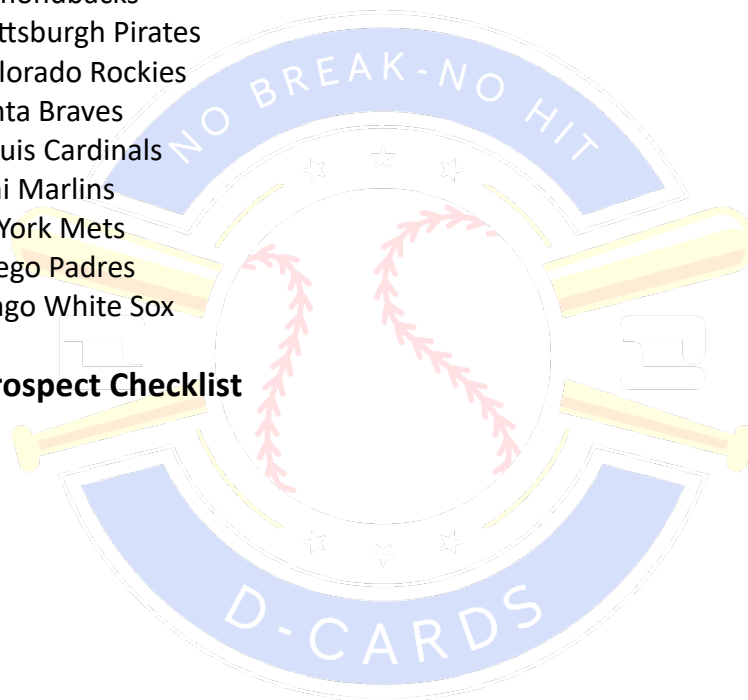 ttsburgh Pirates
lorado Rockies
nta Braves
uis Cardinals
i Marlins
York Mets
ego Padres
ago White Sox
rospect Checklist
NO BREAK-NO HIT
D-CARDS